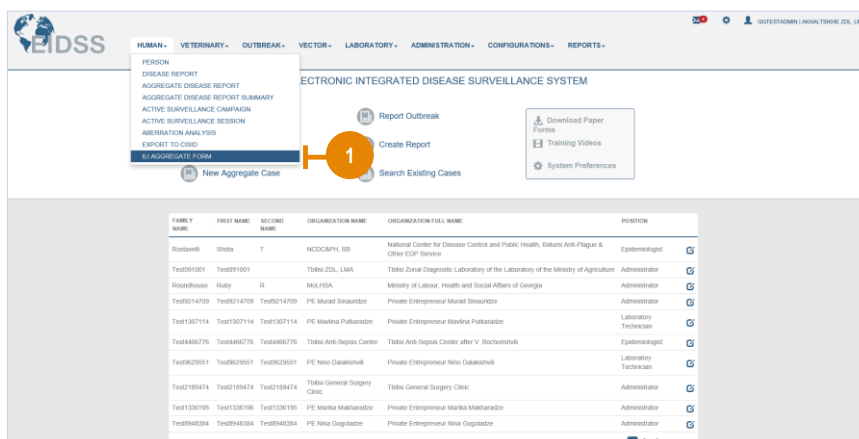 EIDSS
HUMAN VETERINARY OUTBREAK VECTOR LABORATORY ADMINISTRATION CONFIGURATIONS REPORTS
PERSON
DISEASE REPORT
AGGREGATE DISEASE REPORT
AGGREGATE DISEASE REPORT SUMMARY
ACTIVE SURVEILLANCE CAMPAIGN
ACTIVE SURVEILLANCE SESSION
ABERRATION ANALYSIS
EXPORT TO CISID
ILI AGGREGATE FORM
1
GGTESTADMIN | AKHALTSIKHE ZDL,
ECTRONIC INTEGRATED DISEASE SURVEILLANCE SYSTEM
Report Outbreak
Create Report
New Aggregate Case
Search Existing Cases
Download Paper
Forms
Training Videos
System Preferences
FAMILY NAME FIRST NAME SECOND NAME ORGANIZATION NAME ORGANIZATION FULL NAME POSITION
Rustaveli Shota T NCDC&PH, BB National Center for Disease Control and Public Health, Batumi Anti-Plague & Other EDP Service Epidemiologist
Test091001 Test091001 Tbilisi ZDL, LMA Tbilisi Zonal Diagnostic Laboratory of the Laboratory of the Ministry of Agriculture Administrator
Roundhouse Ruby R MoLHSA Ministry of Labour, Health and Social Affairs of Georgia Administrator
Test9214709 Test9214709 Test9214709 PE Murad Sinauridze Private Entrepreneur Murad Sinauridze Administrator
Test1307114 Test1307114 Test1307114 PE Mavlina Putkaradze Private Entrepreneur Mavlina Putkaradze Laboratory Technician
Test4466776 Test4466776 Test4466776 Tbilisi Anti-Sepsis Center Tbilisi Anti-Sepsis Center after V. Bochorishvili Epidemiologist
Test9629551 Test9629551 Test9629551 PE Nino Dalakishvili Private Entrepreneur Nino Dalakishvili Laboratory Technician
Test2189474 Test2189474 Test2189474 Tbilisi General Surgery Clinic Tbilisi General Surgery Clinic Administrator
Test1336195 Test1336196 Test1336195 PE Marika Makharadze Private Entrepreneur Marika Makharadze Administrator
Test8948384 Test8948384 Test8948384 PE Nina Gogoladze Private Entrepreneur Nina Gogoladze Administrator